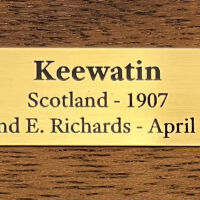 Keewatin
Scotland - 1907
nd E. Richards - April